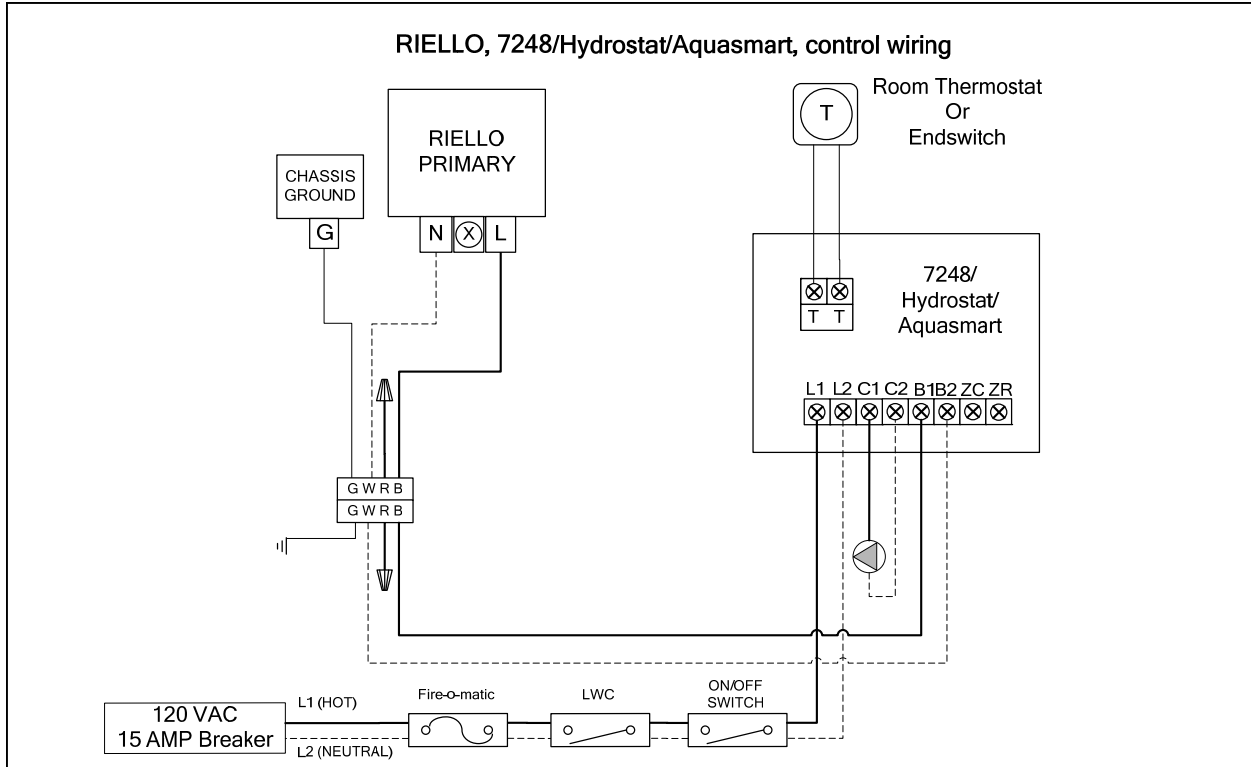 RIELLO, 7248/Hydrostat/Aquasmart, control wiring
RIELLO
PRIMARY
N X L
CHASSIS
GROUND
G
T
Room Thermostat
Or
Endswitch
7248/
Hydrostat/
Aquasmart
T T
L1 L2 C1 C2 B1 B2 ZC ZR
G W R B
G W R B
120 VAC
15 AMP Breaker
L1 (HOT)
L2 (NEUTRAL)
Fire-o-matic
LWC
ON/OFF
SWITCH